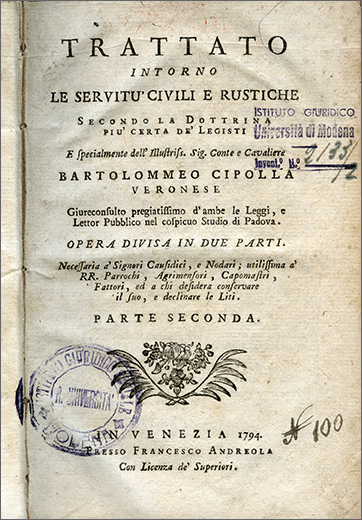 TRATTATO
INTORNO
LE SERVITU' CIVILI E RUSTICHE
SECONDO LA DOTTRINA
PIU' CERTA DE' LEGISTI
E specialmente dell' Illustriss. Sig. Conte e Cavaliere
BARTOLOMMEO CIPOLLA
VERONESE
Giureconsulto pregiatissimo d'ambe le Leggi, e
Lettor Pubblico nel cospicuo Studio di Padova.
OPERA DIVISA IN DUE PARTI.
Necessaria a' Signori Causidici, e Nodari; utilissima a'
RR. Parrochi, Agrimensori, Capomastri,
Fattori, ed a chi desidera conservare
il suo, e declinare le Liti.
PARTE SECONDA.
IN VENEZIA 1794.
PRESSO FRANCESCO ANDREOLA
Con Licenza de' Superiori.
ISTITUTO GIURIDICO
Università di Modena
Invent.° N.°
R. UNIVERSITA'
N 100